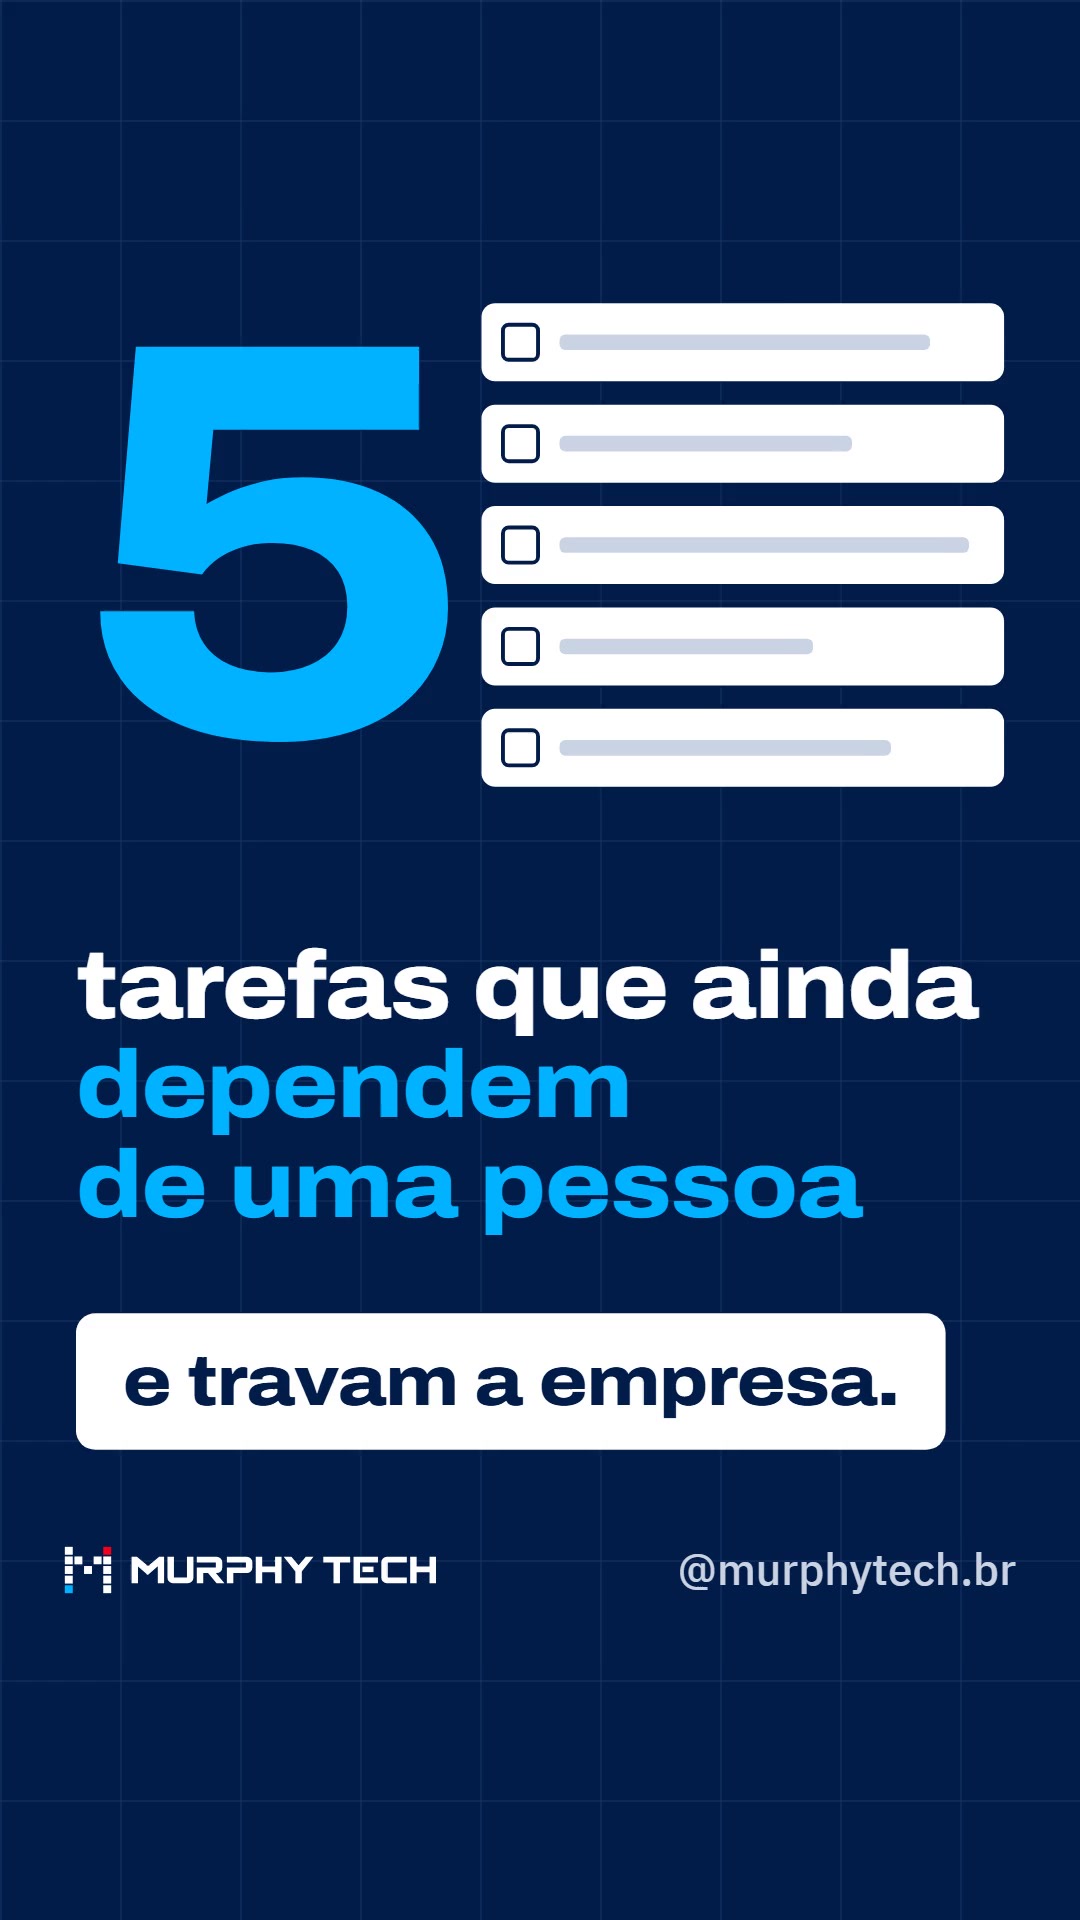 5
tarefas que ainda
dependem
de uma pessoa
e travam a empresa.
MURPHY TECH
@murphytech.br